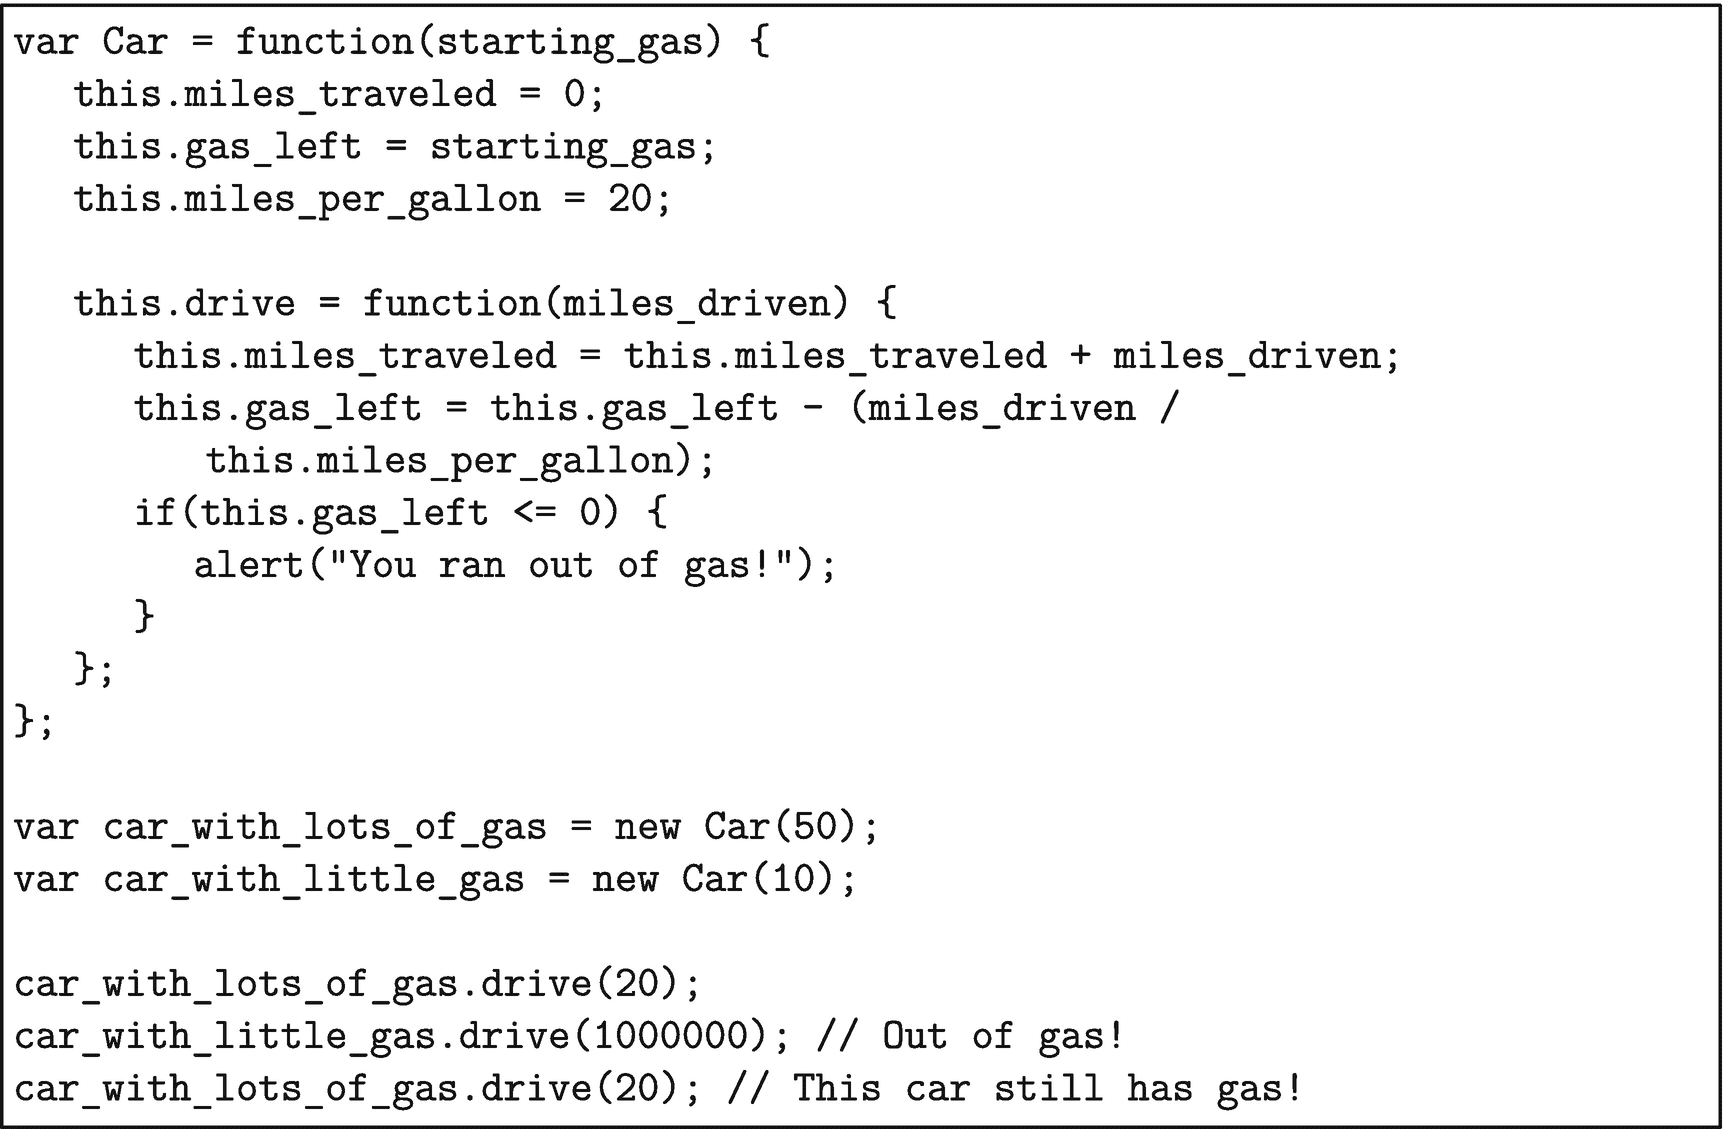 var Car = function(starting_gas) {
   this.miles_traveled = 0;
   this.gas_left = starting_gas;
   this.miles_per_gallon = 20;

   this.drive = function(miles_driven) {
      this.miles_traveled = this.miles_traveled + miles_driven;
      this.gas_left = this.gas_left - (miles_driven /
         this.miles_per_gallon);
      if(this.gas_left <= 0) {
         alert("You ran out of gas!");
      }
   };
};

var car_with_lots_of_gas = new Car(50);
var car_with_little_gas = new Car(10);

car_with_lots_of_gas.drive(20);
car_with_little_gas.drive(1000000); // Out of gas!
car_with_lots_of_gas.drive(20); // This car still has gas!